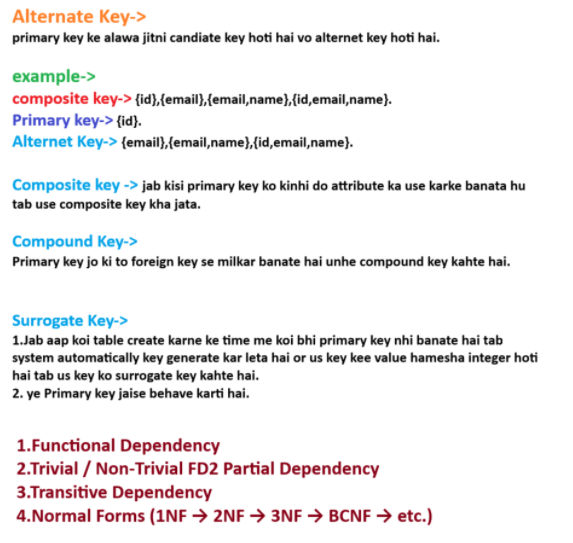 Alternate Key->
primary key ke alawa jitni candiate key hoti hai vo alternet key hoti hai.
example->
composite key-> {id},{email},{email,name},{id,email,name}.
Primary key-> {id}.
Alternet Key-> {email},{email,name},{id,email,name}.
Composite key -> jab kisi primary key ko kinhi do attribute ka use karke banata hu
tab use composite key kha jata.
Compound Key->
Primary key jo ki to foreign key se milkar banate hai unhe compound key kahte hai.
Surrogate Key->
1.Jab aap koi table create karne ke time me koi bhi primary key nhi banate hai tab
system automatically key generate kar leta hai or us key kee value hamesha integer hoti
hai tab us key ko surrogate key kahte hai.
2. ye Primary key jaise behave karti hai.
1.Functional Dependency
2.Trivial / Non-Trivial FD2 Partial Dependency
3.Transitive Dependency
4.Normal Forms (1NF → 2NF → 3NF → BCNF → etc.)